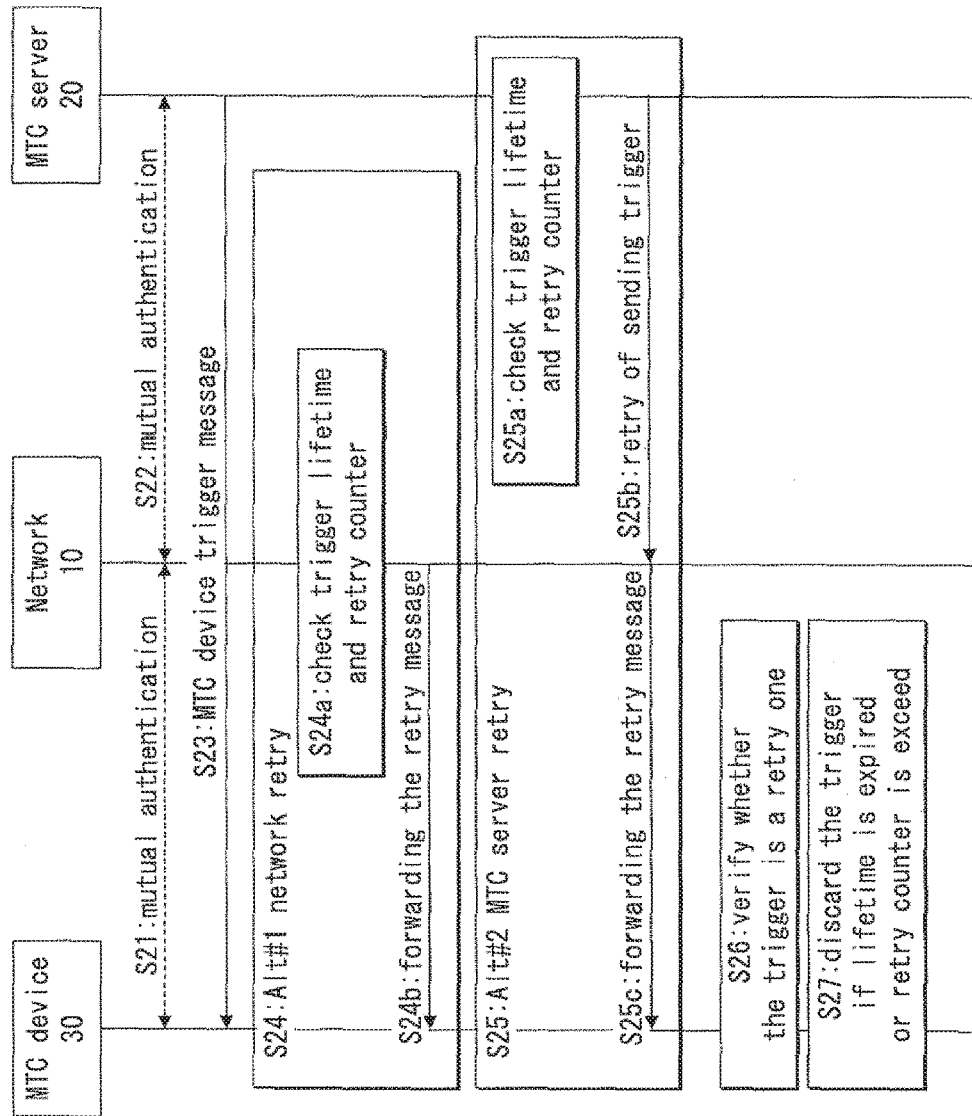 MTC device
30
Network
10
MTC server
20
S21:mutual authentication
S22:mutual authentication
S23:MTC device trigger message
S24:Alt#1 network retry
S24a:check trigger lifetime
and retry counter
S24b:forwarding the retry message
S25:Alt#2 MTC server retry
S25a:check trigger lifetime
and retry counter
S25b:retry of sending trigger
S25c:forwarding the retry message
S26:verify whether
the trigger is a retry one
S27:discard the trigger
if lifetime is expired
or retry counter is exceed